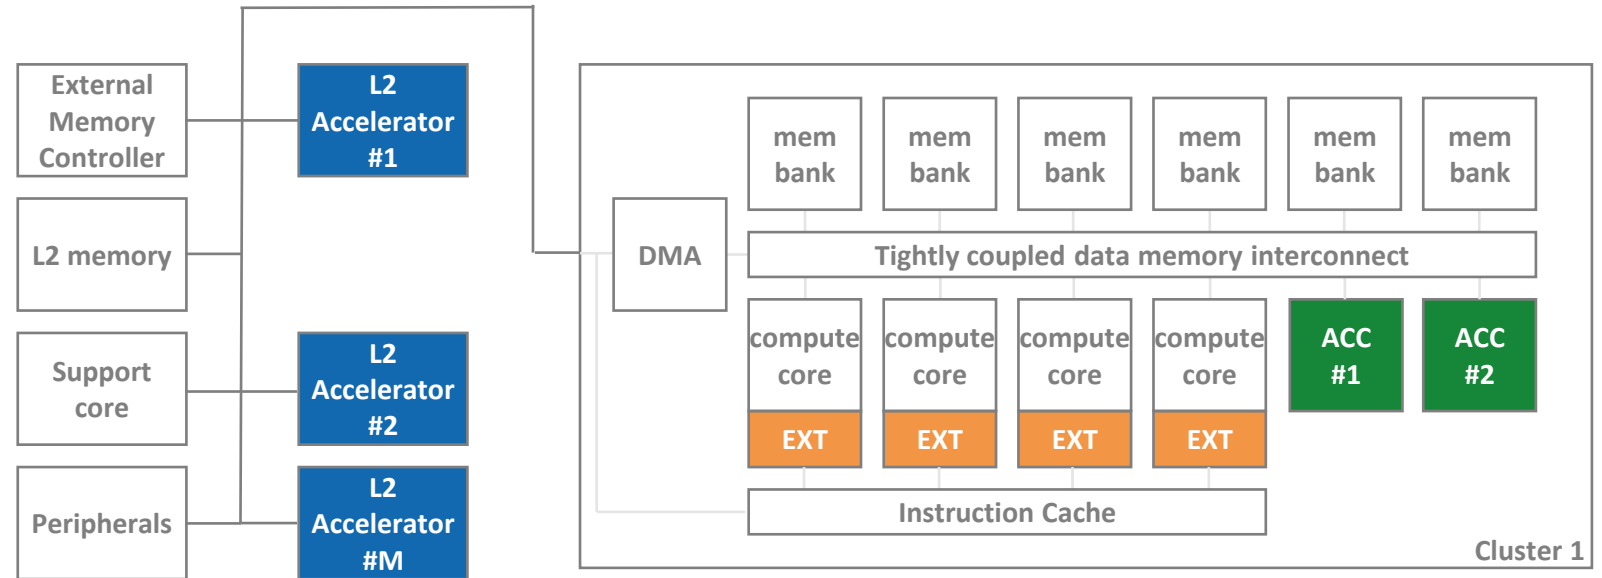 External
Memory
Controller
L2
Accelerator
#1
L2 memory
Support
core
L2
Accelerator
#2
Peripherals
L2
Accelerator
#M
mem
bank
mem
bank
mem
bank
mem
bank
mem
bank
mem
bank
DMA
Tightly coupled data memory interconnect
compute
core
EXT
compute
core
EXT
compute
core
EXT
compute
core
EXT
ACC
#1
ACC
#2
Instruction Cache
Cluster 1